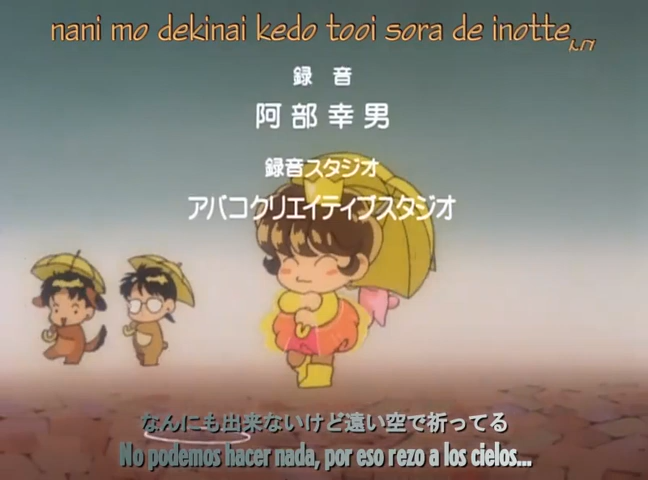 nani mo dekinai kedo tooi sora de inotte
録 音
阿部幸男
録音スタジオ
アバコクリエイティブスタジオ
なんにも出来ないけど遠い空で祈ってる
No podemos hacer nada, por eso rezo a los cielos...